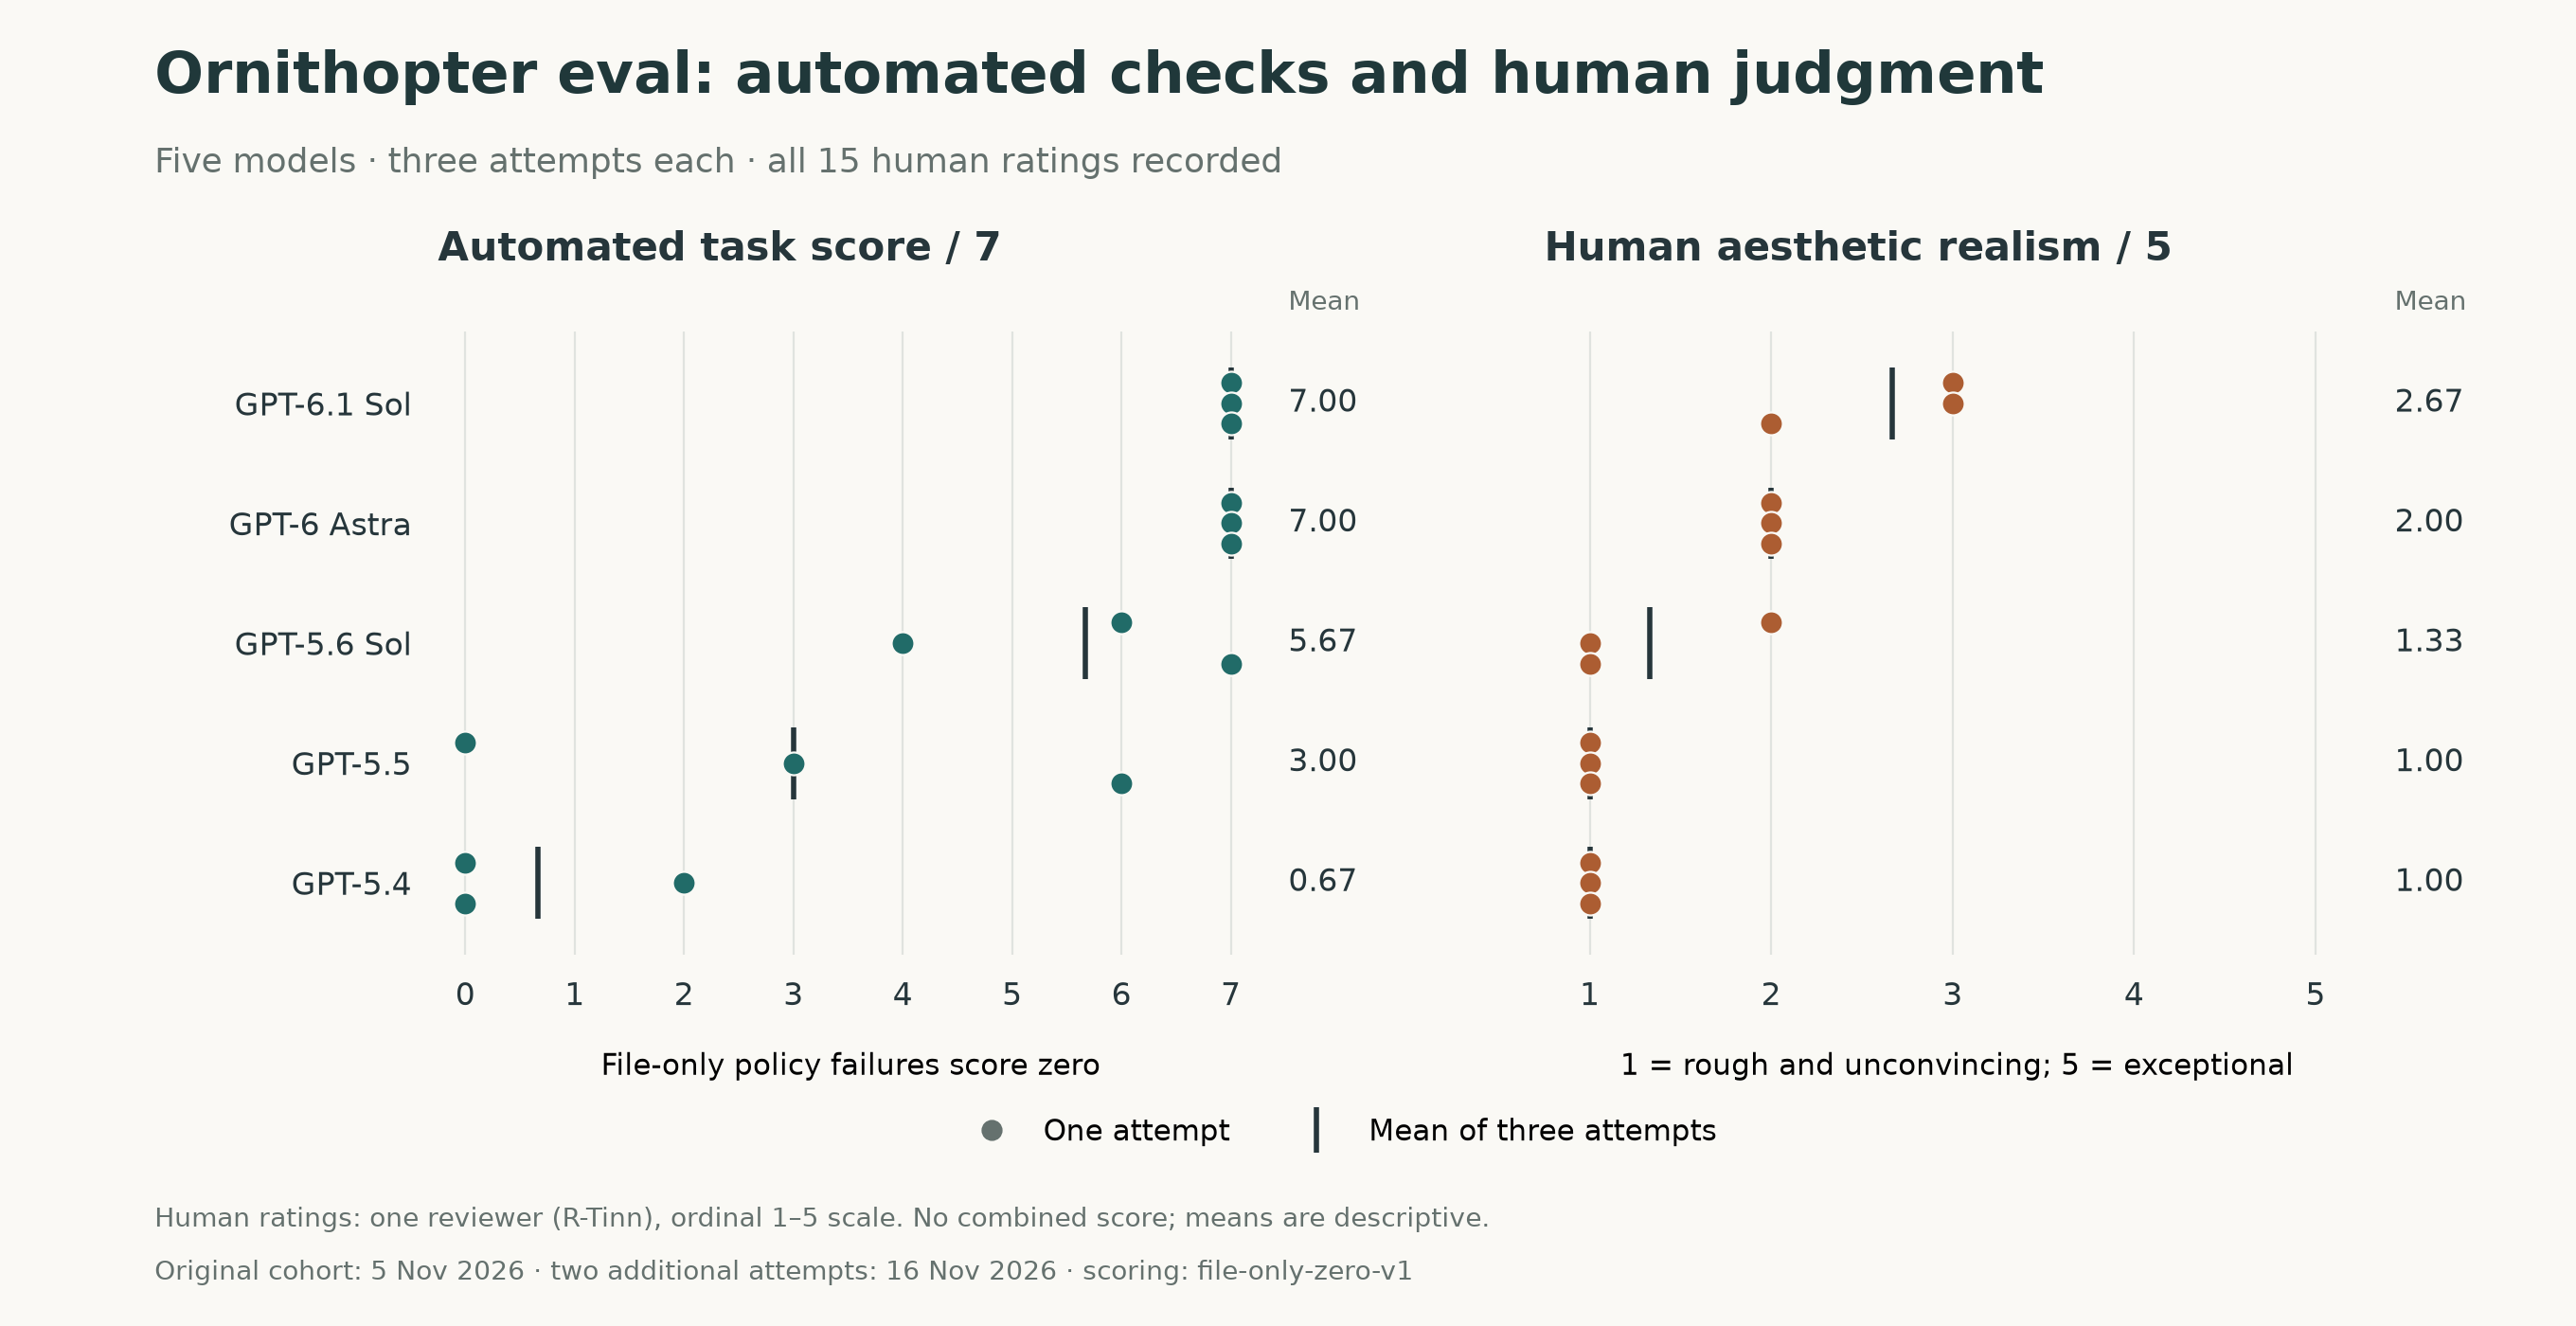 Ornithopter eval: automated checks and human judgment
Five models · three attempts each · all 15 human ratings recorded
Automated task score / 7
Mean
GPT-6.1 Sol
7.00
GPT-6 Astra
7.00
GPT-5.6 Sol
5.67
GPT-5.5
3.00
GPT-5.4
0.67
0 1 2 3 4 5 6 7
File-only policy failures score zero
Human aesthetic realism / 5
Mean
2.67
2.00
1.33
1.00
1.00
1 2 3 4 5
1 = rough and unconvincing; 5 = exceptional
One attempt
Mean of three attempts
Human ratings: one reviewer (R-Tinn), ordinal 1–5 scale. No combined score; means are descriptive.
Original cohort: 5 Nov 2026 · two additional attempts: 16 Nov 2026 · scoring: file-only-zero-v1